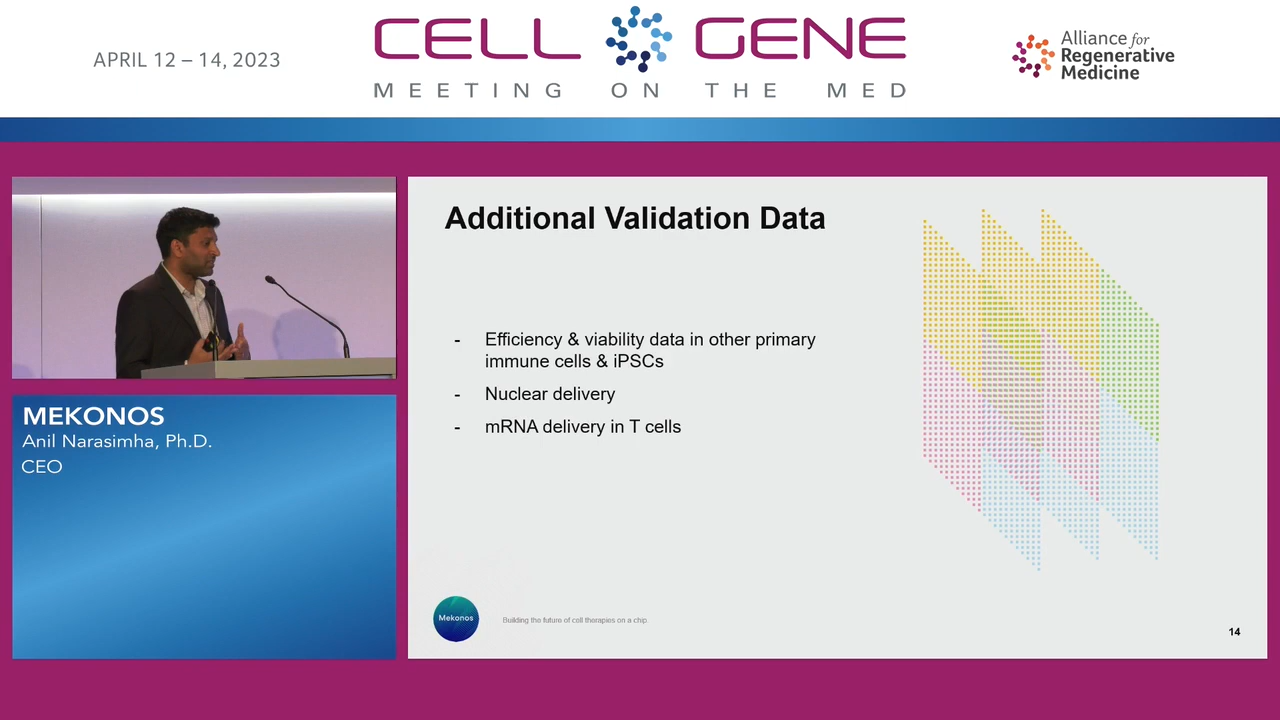 APRIL 12 – 14, 2023
CELL GENE
MEETING ON THE MED
Alliance for
Regenerative
Medicine
MEKONOS
Anil Narasimha, Ph.D.
CEO
Additional Validation Data
- Efficiency & viability data in other primary
immune cells & iPSCs
- Nuclear delivery
- mRNA delivery in T cells
Mekonos
Building the future of cell therapies on a chip
14